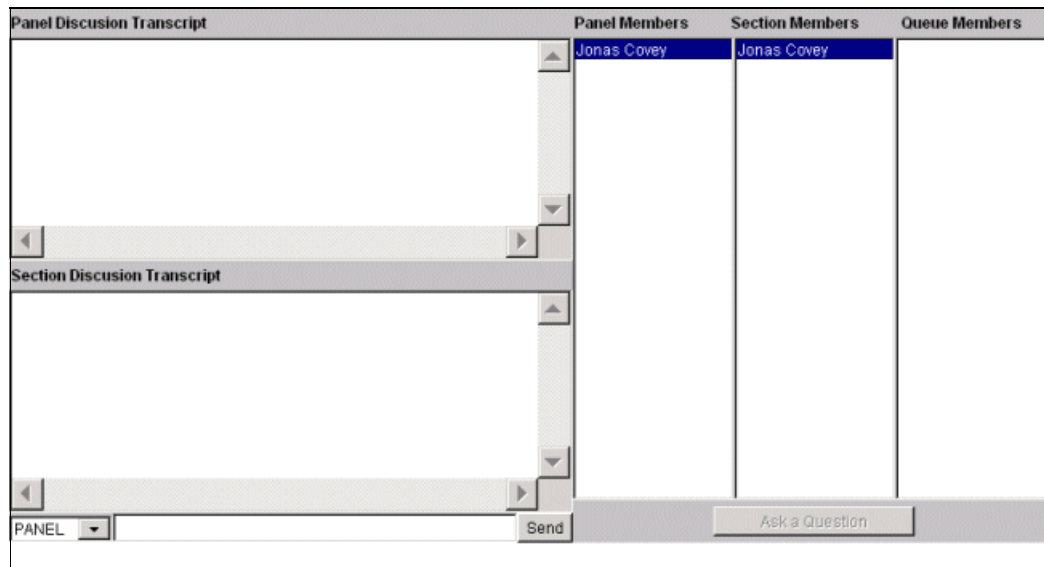 Panel Discusion Transcript
Panel Members
Section Members
Queue Members
Jonas Covey
Jonas Covey
Section Discusion Transcript
PANEL
Send
Ask a Question